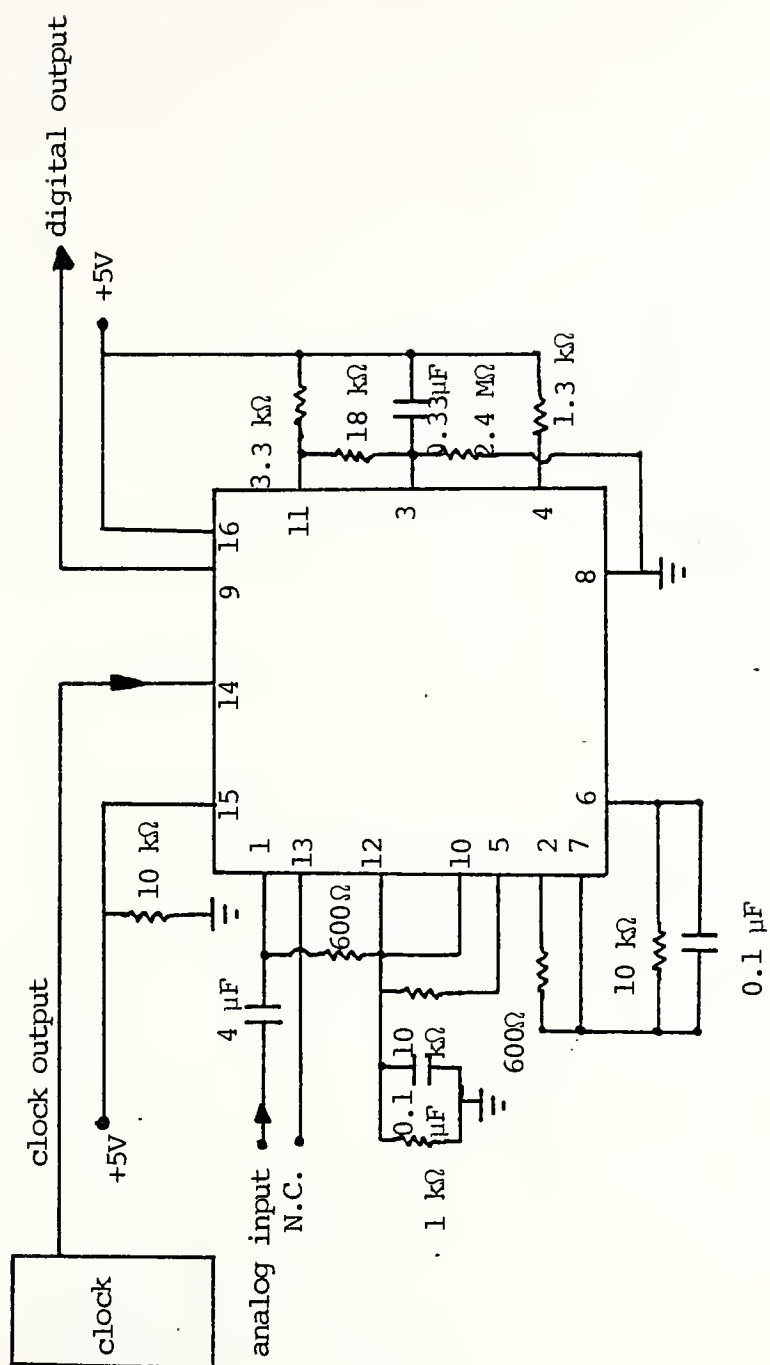 clock
clock output
digital output
+5V
+5V
10 kΩ
15
14
9
16
analog input
N.C.
4 µF
600Ω
1
13
12
10
5
2
7
6
8
11
3
4
3.3 kΩ
18 kΩ
0.33µF
2.4 MΩ
1.3 kΩ
1 kΩ
0.1
µF
10
kΩ
600Ω
10 kΩ
0.1 µF